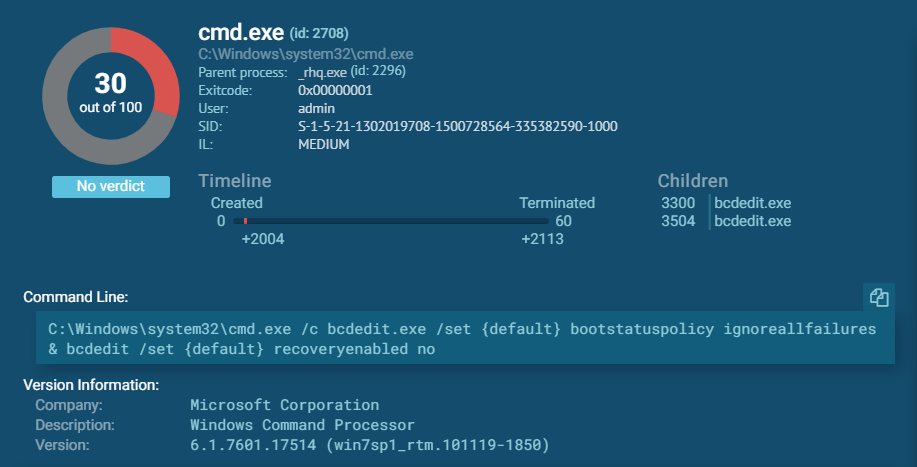 cmd.exe (id: 2708)
C:\Windows\system32\cmd.exe
30
out of 100
No verdict
Parent process: _rhq.exe (id: 2296)
Exitcode: 0x00000001
User: admin
SID: S-1-5-21-1302019708-1500728564-335382590-1000
IL: MEDIUM
Timeline
Created Terminated
0 60
+2004 +2113
Children
3300 bcdedit.exe
3504 bcdedit.exe
Command Line:
C:\Windows\system32\cmd.exe /c bcdedit.exe /set {default} bootstatuspolicy ignoreallfailures
& bcdedit /set {default} recoveryenabled no
Version Information:
Company: Microsoft Corporation
Description: Windows Command Processor
Version: 6.1.7601.17514 (win7sp1_rtm.101119-1850)